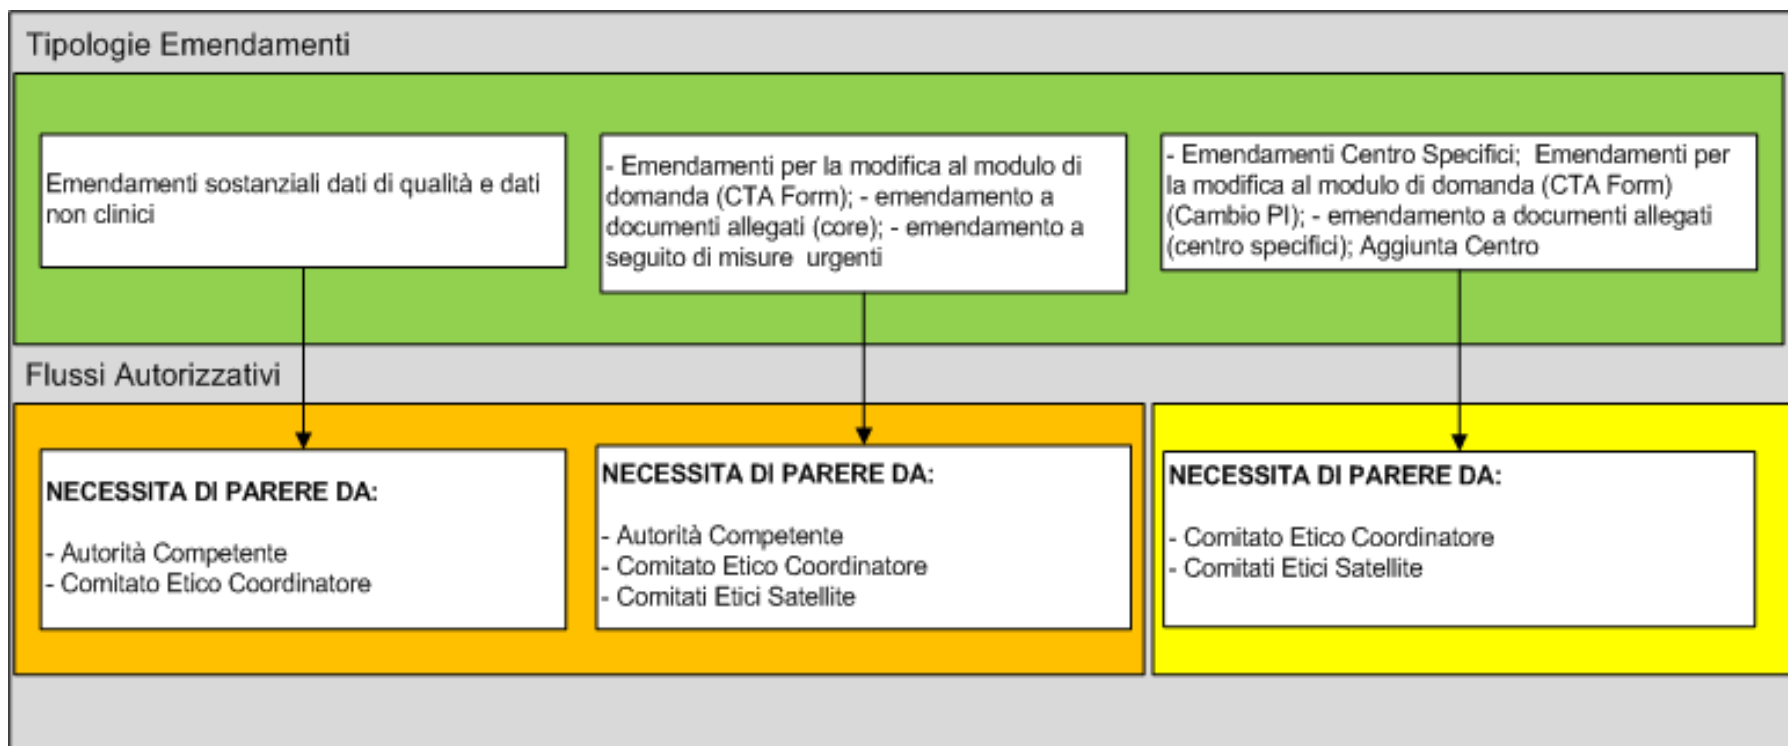 Tipologie Emendamenti
Emendamenti sostanziali dati di qualità e dati
non clinici
- Emendamenti per la modifica al modulo di
domanda (CTA Form); - emendamento a
documenti allegati (core); - emendamento a
seguito di misure urgenti
- Emendamenti Centro Specifici; Emendamenti per
la modifica al modulo di domanda (CTA Form)
(Cambio PI); - emendamento a documenti allegati
(centro specifici); Aggiunta Centro
Flussi Autorizzativi
NECESSITA DI PARERE DA:
- Autorità Competente
- Comitato Etico Coordinatore
NECESSITA DI PARERE DA:
- Autorità Competente
- Comitato Etico Coordinatore
- Comitati Etici Satellite
NECESSITA DI PARERE DA:
- Comitato Etico Coordinatore
- Comitati Etici Satellite